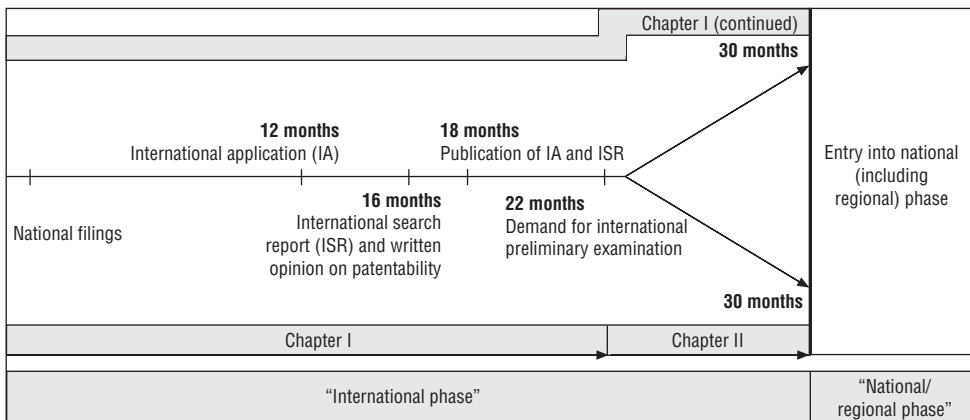 Chapter I (continued)
30 months
12 months
International application (IA)
18 months
Publication of IA and ISR
Entry into national
(including
regional) phase
National filings
16 months
International search
report (ISR) and written
opinion on patentability
22 months
Demand for international
preliminary examination
30 months
Chapter I
Chapter II
“International phase”
“National/
regional phase”